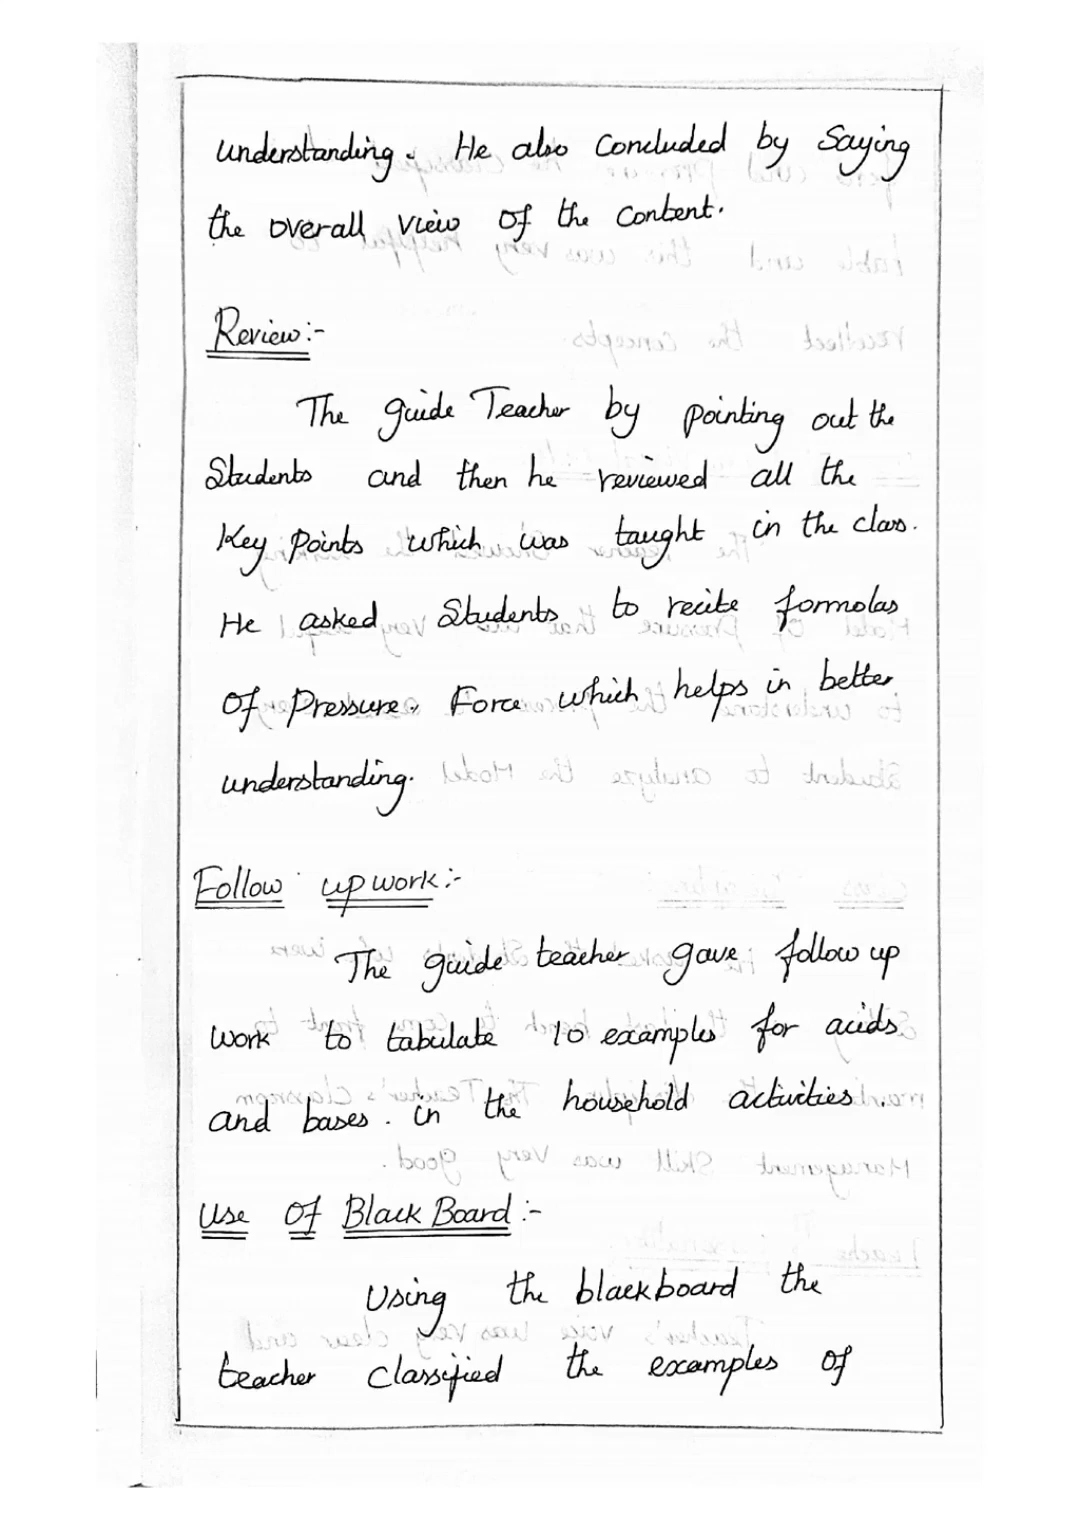 understanding. He also Concluded by Saying
the overall view of the content.
Review:-
The guide Teacher by pointing out the
Students and then he reviewed all the
Key points which was taught in the class.
He asked Students to recite formolas
Of Pressure, Force which helps in better
understanding.
Follow up work:-
The guide teacher gave follow up
work to tabulate 10 examples for acids
and bases. in the household activities.
Use Of Black Board:-
Using the blackboard the
teacher classified the examples of